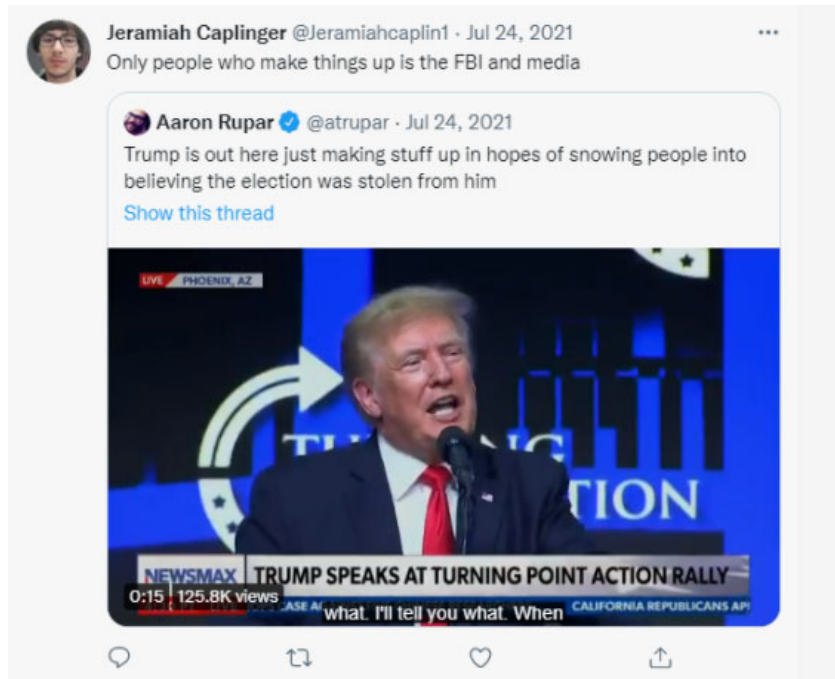 Jeramiah Caplinger @Jeramiahcaplin1 · Jul 24, 2021
Only people who make things up is the FBI and media
Aaron Rupar @atrupar · Jul 24, 2021
Trump is out here just making stuff up in hopes of snowing people into
believing the election was stolen from him
Show this thread
LIVE PHOENIX, AZ
NEWSMAX TRUMP SPEAKS AT TURNING POINT ACTION RALLY
0:15 125.8K views
what. I'll tell you what. When
CALIFORNIA REPUBLICANS